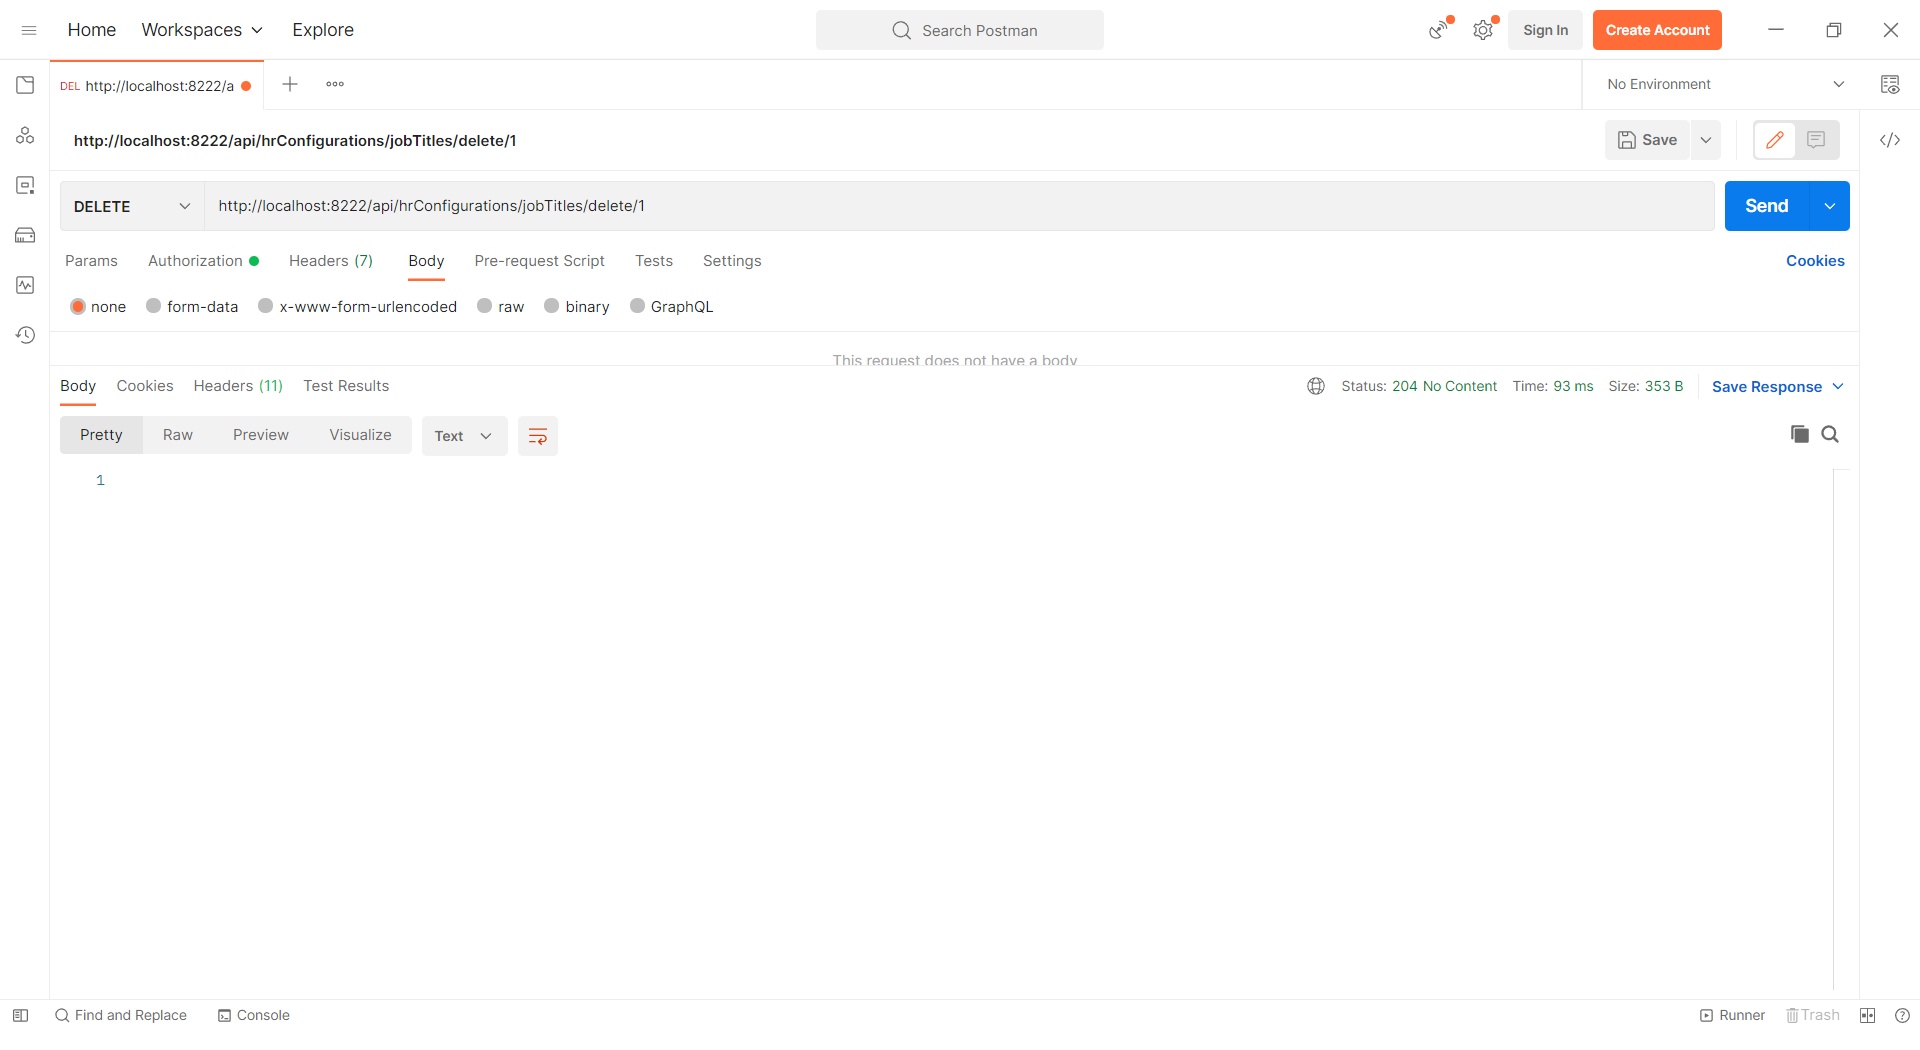 Home Workspaces Explore Search Postman Sign In Create Account
DEL http://localhost:8222/a No Environment
http://localhost:8222/api/hrConfigurations/jobTitles/delete/1 Save
DELETE http://localhost:8222/api/hrConfigurations/jobTitles/delete/1 Send
Params Authorization Headers (7) Body Pre-request Script Tests Settings Cookies
none form-data x-www-form-urlencoded raw binary GraphQL
This request does not have a body
Body Cookies Headers (11) Test Results Status: 204 No Content Time: 93 ms Size: 353 B Save Response
Pretty Raw Preview Visualize Text
1
Find and Replace Console Runner Trash